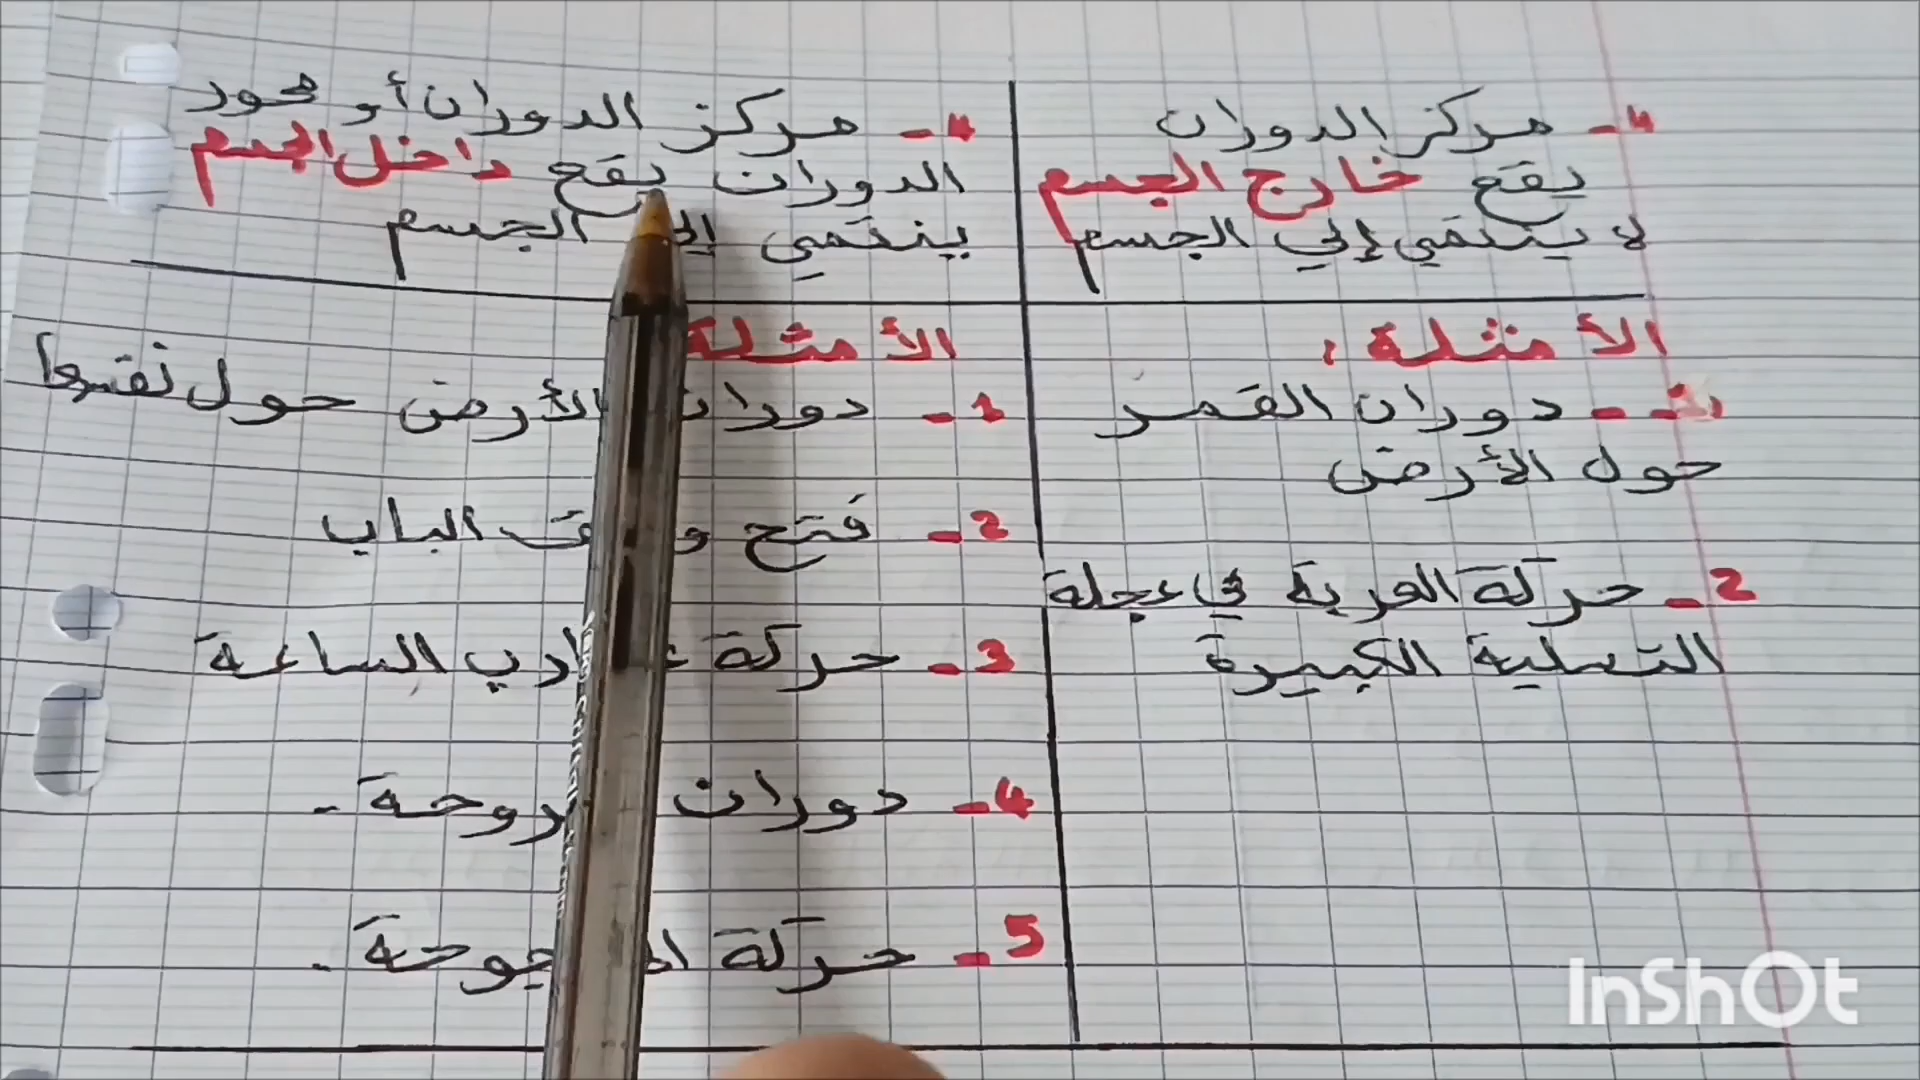 4- مركز الدوران
يقع خارج الجسم
لا ينتمي إلى الجسم
الأمثلة:
1- دوران القمر
حول الأرض
2- حركة العربة في عجلة
التسلية الكبيرة
4- مركز الدوران أو محور
الدوران يقع داخل الجسم
ينتمي إلى الجسم
الأمثلة
1- دوران الأرض حول نفسها
2- فتح الباب
3- حركة الساعة
4- دوران
5- حركة
InShOt